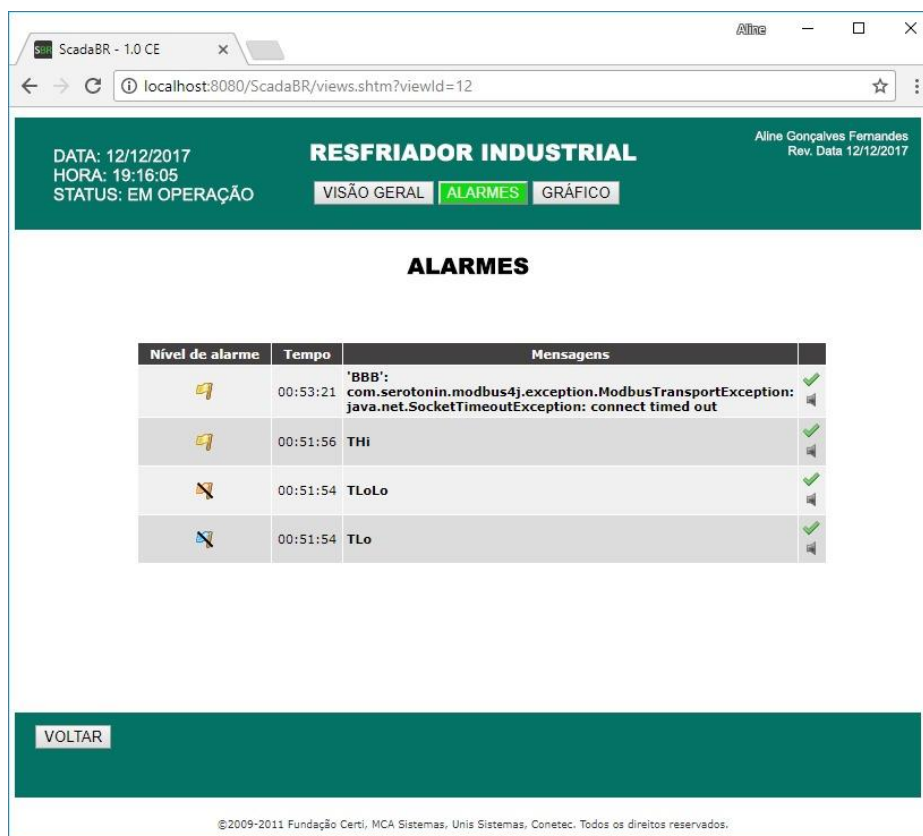 Aline
SBR ScadaBR - 1.0 CE
localhost:8080/ScadaBR/views.shtm?viewId=12
Aline Gonçalves Fernandes
Rev. Data 12/12/2017
DATA: 12/12/2017
HORA: 19:16:05
STATUS: EM OPERAÇÃO
RESFRIADOR INDUSTRIAL
VISÃO GERAL ALARMES GRÁFICO
ALARMES
Nível de alarme Tempo Mensagens
00:53:21 'BBB':
com.serotonin.modbus4j.exception.ModbusTransportException:
java.net.SocketTimeoutException: connect timed out
00:51:56 THi
00:51:54 TLoLo
00:51:54 TLo
VOLTAR
©2009-2011 Fundação Certi, MCA Sistemas, Unis Sistemas, Conetec. Todos os direitos reservados.